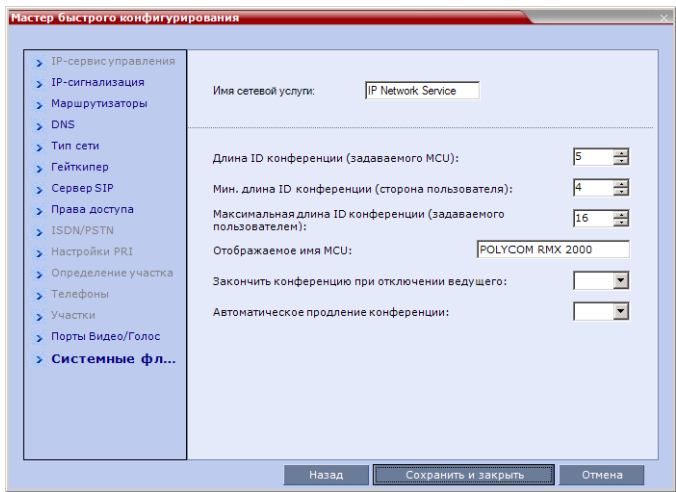 Мастер быстрого конфигурирования
IP-сервис управления
IP-сигнализация
Маршрутизаторы
DNS
Тип сети
Гейткипер
Сервер SIP
Права доступа
ISDN/PSTN
Настройки PRI
Определение участка
Телефоны
Участки
Порты Видео/Голос
Системные фл...
Имя сетевой услуги: IP Network Service
Длина ID конференции (задаваемого MCU): 5
Мин. длина ID конференции (сторона пользователя): 4
Максимальная длина ID конференции (задаваемого
пользователем): 16
Отображаемое имя MCU: POLYCOM RMX 2000
Закончить конференцию при отключении ведущего:
Автоматическое продление конференции:
Назад Сохранить и закрыть Отмена